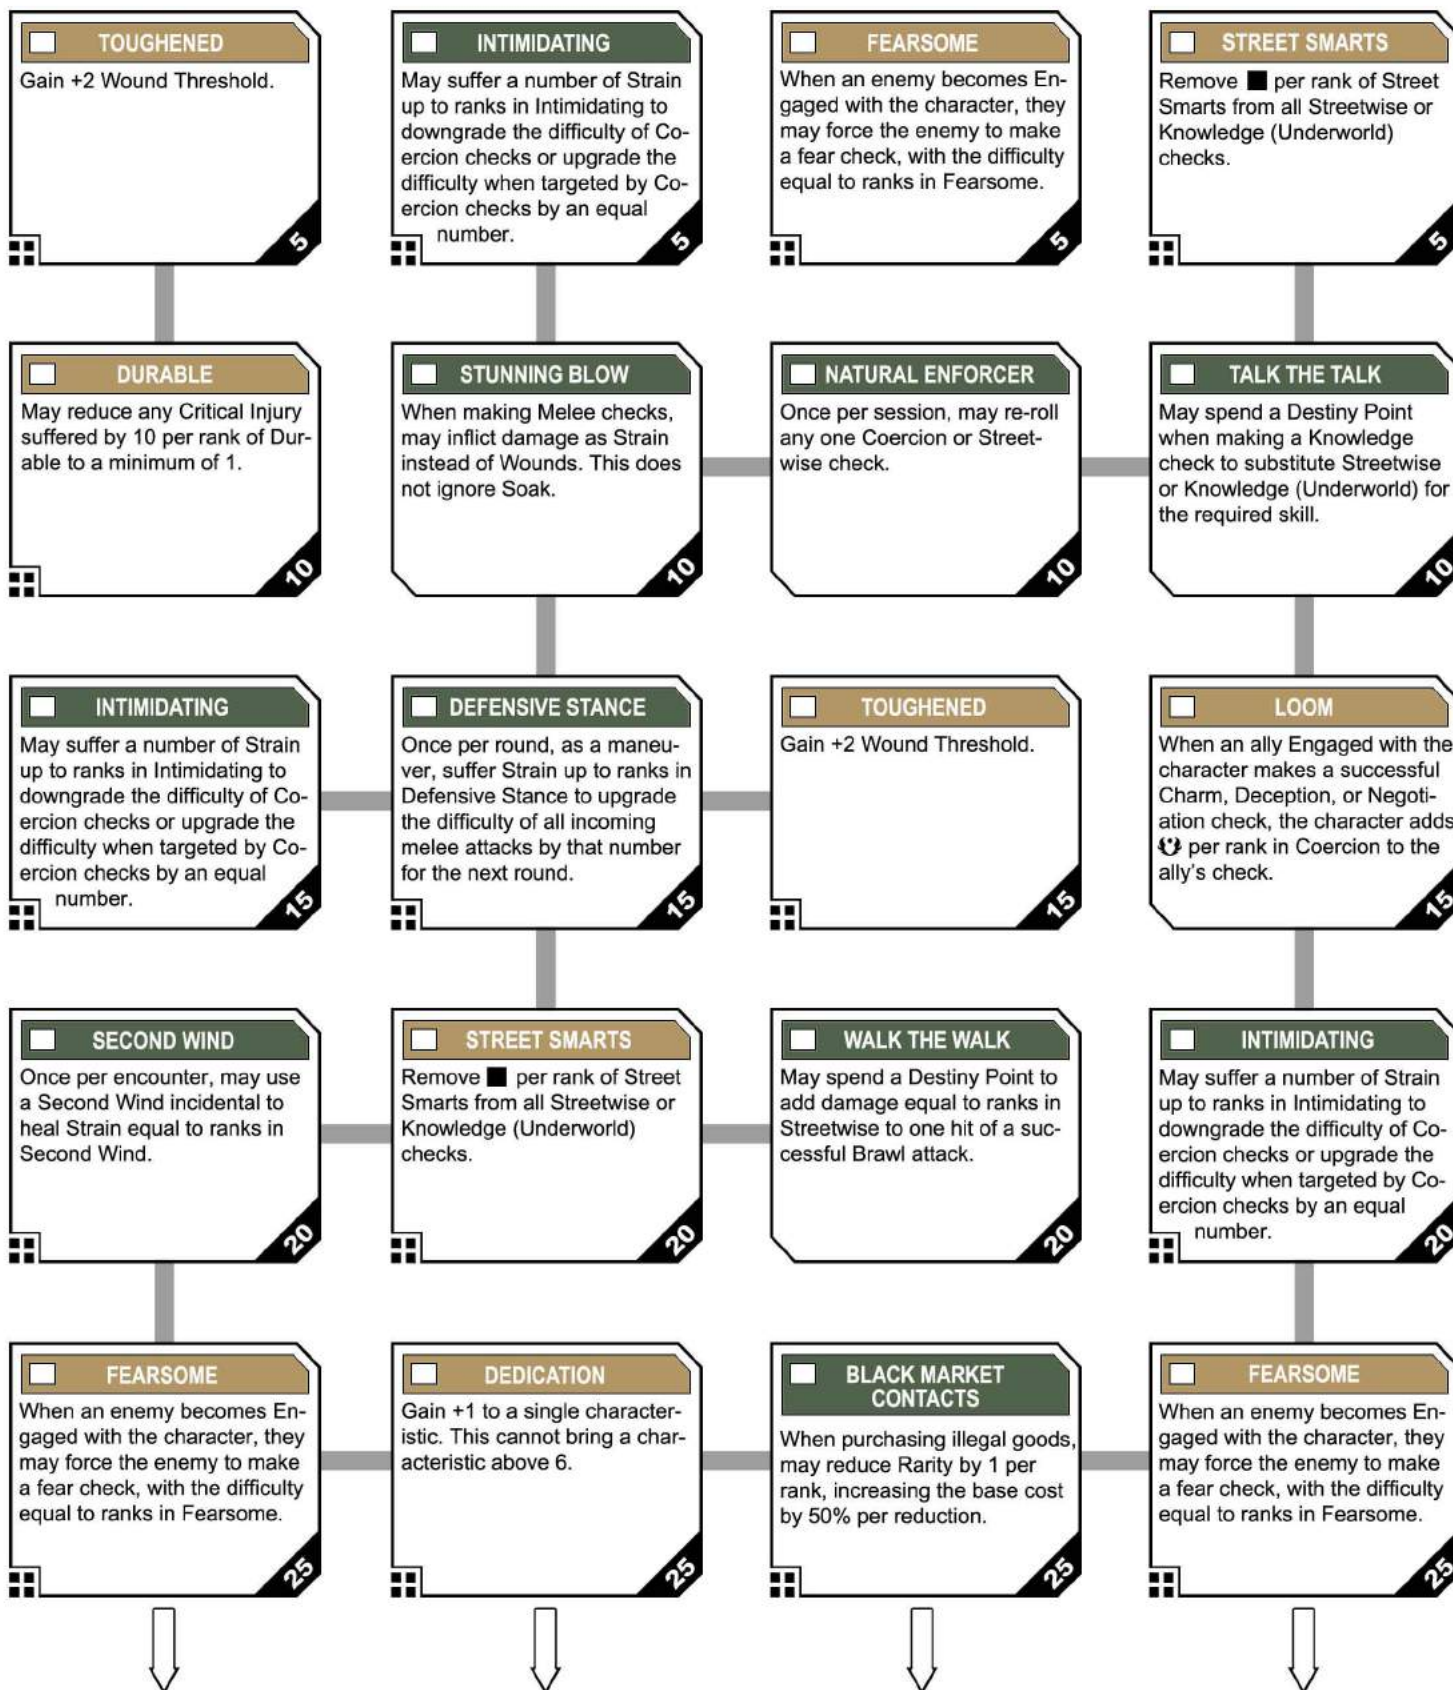 TOUGHENED
Gain +2 Wound Threshold.
5
INTIMIDATING
May suffer a number of Strain
up to ranks in Intimidating to
downgrade the difficulty of Co-
ercion checks or upgrade the
difficulty when targeted by Co-
ercion checks by an equal
number.
5
FEARSOME
When an enemy becomes En-
gaged with the character, they
may force the enemy to make
a fear check, with the difficulty
equal to ranks in Fearsome.
5
STREET SMARTS
Remove ■ per rank of Street
Smarts from all Streetwise or
Knowledge (Underworld)
checks.
5
DURABLE
May reduce any Critical Injury
suffered by 10 per rank of Dur-
able to a minimum of 1.
10
STUNNING BLOW
When making Melee checks,
may inflict damage as Strain
instead of Wounds. This does
not ignore Soak.
10
NATURAL ENFORCER
Once per session, may re-roll
any one Coercion or Street-
wise check.
10
TALK THE TALK
May spend a Destiny Point
when making a Knowledge
check to substitute Streetwise
or Knowledge (Underworld) for
the required skill.
10
INTIMIDATING
May suffer a number of Strain
up to ranks in Intimidating to
downgrade the difficulty of Co-
ercion checks or upgrade the
difficulty when targeted by Co-
ercion checks by an equal
number.
15
DEFENSIVE STANCE
Once per round, as a maneu-
ver, suffer Strain up to ranks in
Defensive Stance to upgrade
the difficulty of all incoming
melee attacks by that number
for the next round.
15
TOUGHENED
Gain +2 Wound Threshold.
15
LOOM
When an ally Engaged with the
character makes a successful
Charm, Deception, or Negoti-
ation check, the character adds
per rank in Coercion to the
ally's check.
15
SECOND WIND
Once per encounter, may use
a Second Wind incidental to
heal Strain equal to ranks in
Second Wind.
20
STREET SMARTS
Remove ■ per rank of Street
Smarts from all Streetwise or
Knowledge (Underworld)
checks.
20
WALK THE WALK
May spend a Destiny Point to
add damage equal to ranks in
Streetwise to one hit of a suc-
cessful Brawl attack.
20
INTIMIDATING
May suffer a number of Strain
up to ranks in Intimidating to
downgrade the difficulty of Co-
ercion checks or upgrade the
difficulty when targeted by Co-
ercion checks by an equal
number.
20
FEARSOME
When an enemy becomes En-
gaged with the character, they
may force the enemy to make
a fear check, with the difficulty
equal to ranks in Fearsome.
25
DEDICATION
Gain +1 to a single character-
istic. This cannot bring a char-
acteristic above 6.
25
BLACK MARKET
CONTACTS
When purchasing illegal goods,
may reduce Rarity by 1 per
rank, increasing the base cost
by 50% per reduction.
25
FEARSOME
When an enemy becomes En-
gaged with the character, they
may force the enemy to make
a fear check, with the difficulty
equal to ranks in Fearsome.
25